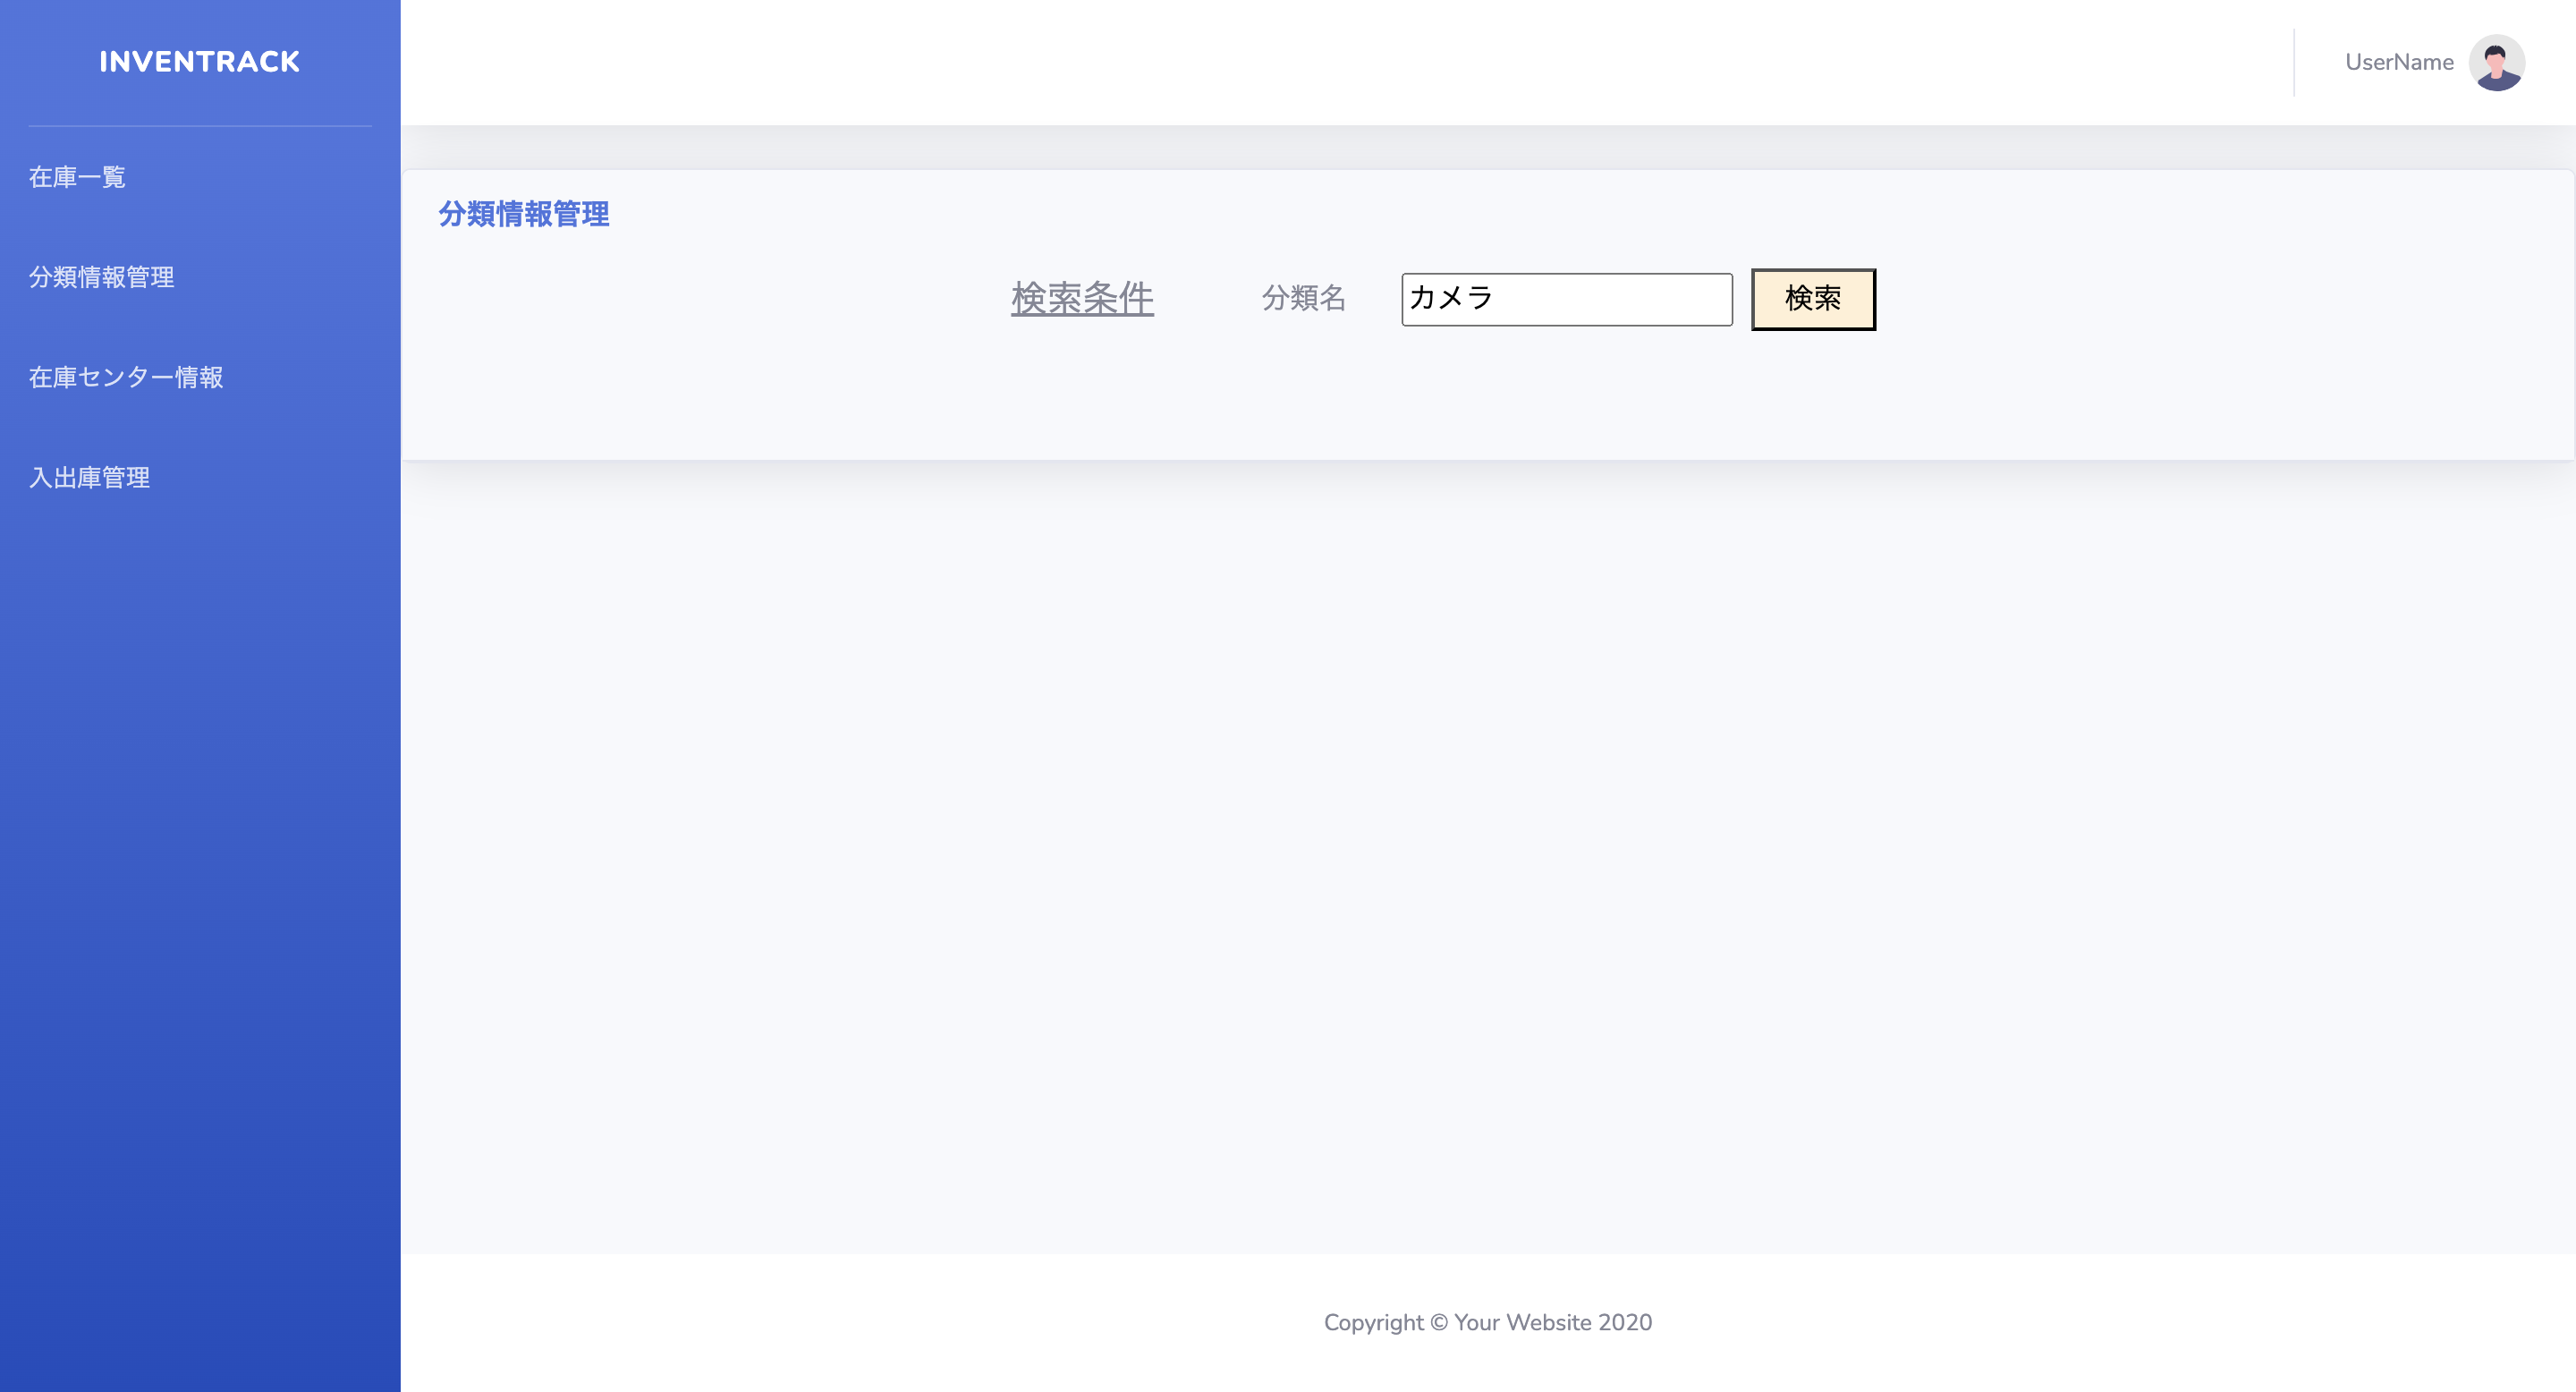 INVENTRACK
UserName
在庫一覧
分類情報管理
在庫センター情報
入出庫管理
分類情報管理
検索条件 分類名 カメラ 検索
Copyright © Your Website 2020